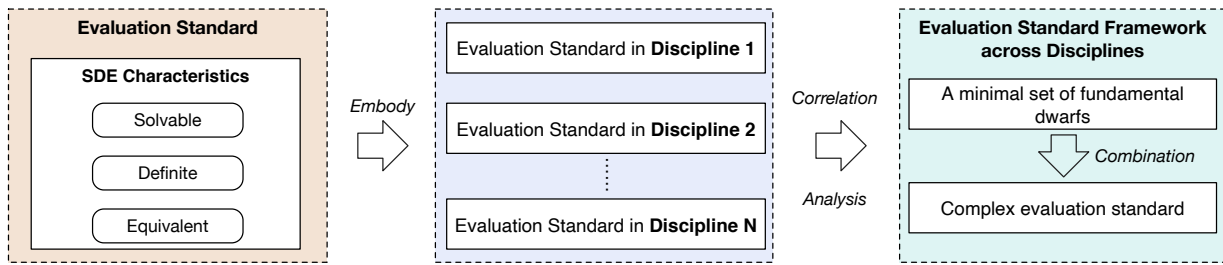 Evaluation Standard
SDE Characteristics
Solvable
Definite
Equivalent
Embody
Evaluation Standard in Discipline 1
Evaluation Standard in Discipline 2
Evaluation Standard in Discipline N
Correlation
Analysis
Evaluation Standard Framework
across Disciplines
A minimal set of fundamental
dwarfs
Combination
Complex evaluation standard